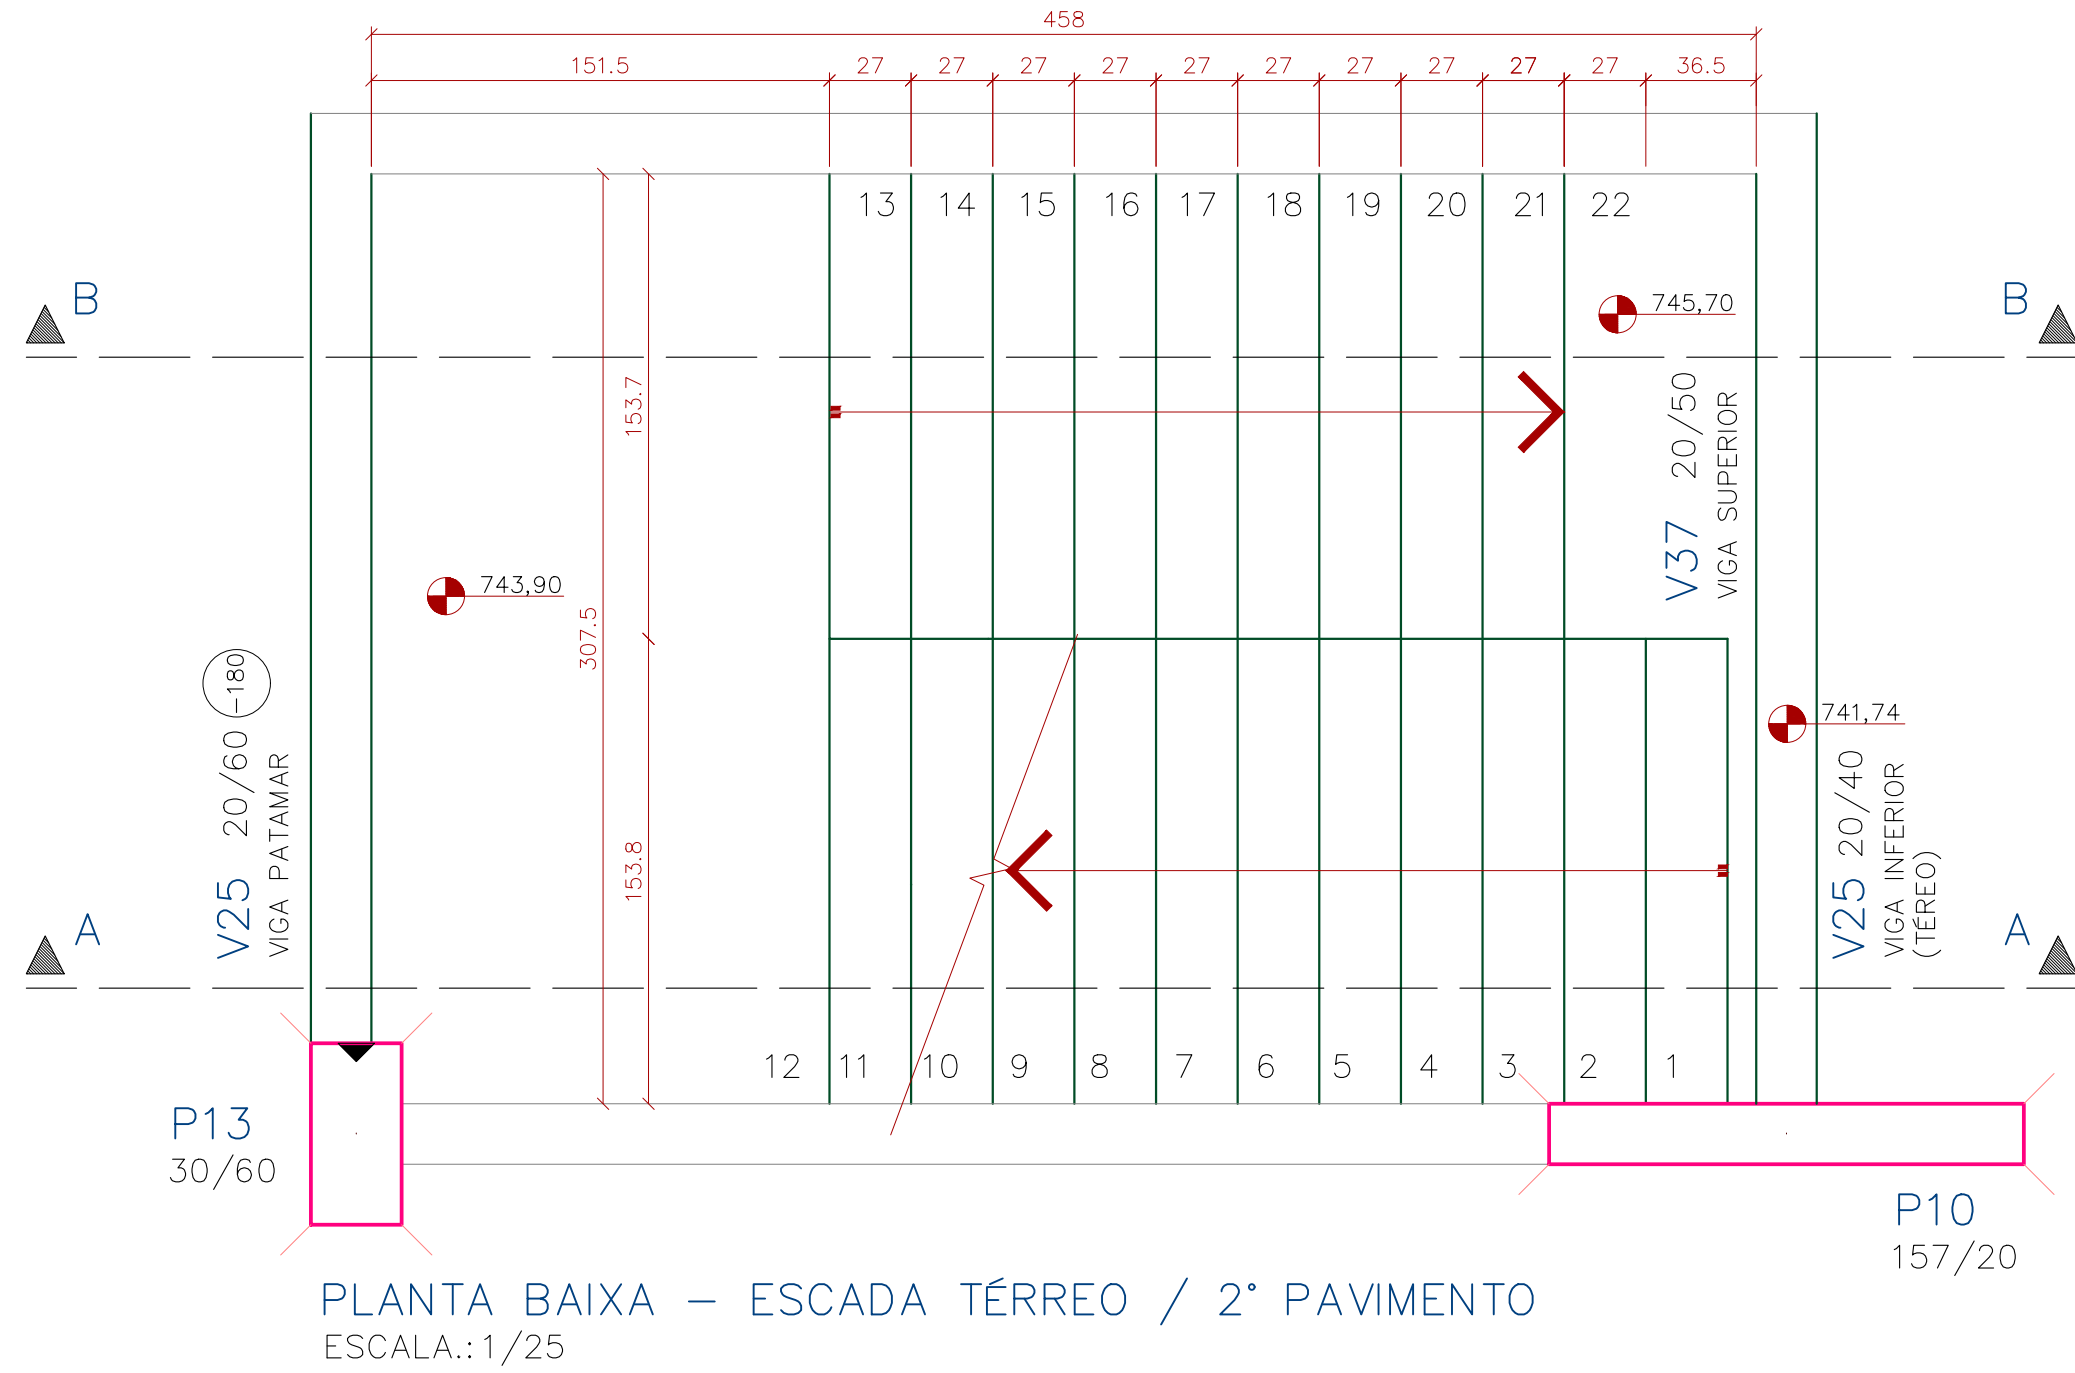 458
151.5 27 27 27 27 27 27 27 27 27 27 36.5
13 14 15 16 17 18 19 20 21 22
B
B
745,70
153.7
V37 20/50
VIGA SUPERIOR
743,90
307.5
-180
V25 20/60
VIGA PATAMAR
741,74
V25 20/40
VIGA INFERIOR
(TÉREO)
153.8
A
A
12 11 10 9 8 7 6 5 4 3 2 1
P13
30/60
P10
157/20
PLANTA BAIXA – ESCADA TÉRREO / 2° PAVIMENTO
ESCALA.:1/25